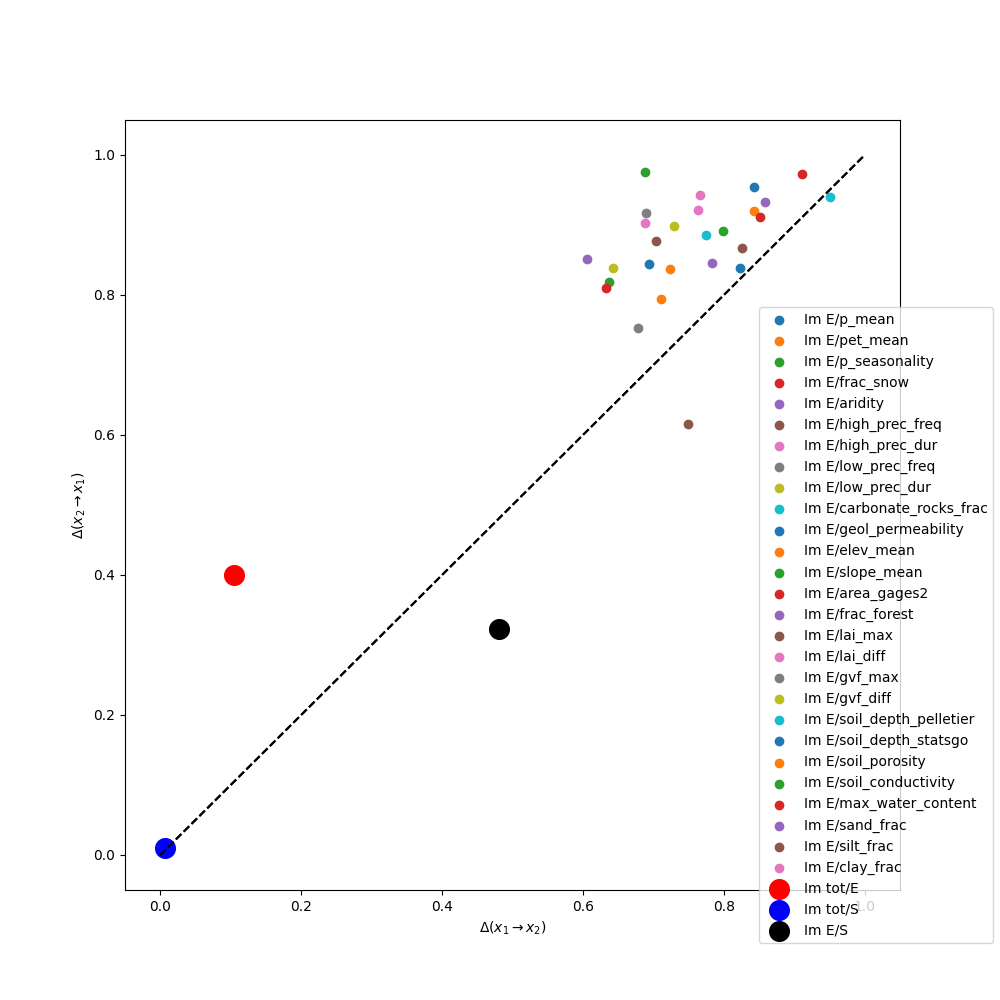 1.0
0.8
0.6
0.4
0.2
0.0
Δ(x₂→x₁)
0.0 0.2 0.4 0.6 0.8 1.0
Δ(x₁→x₂)
Im E/p_mean
Im E/pet_mean
Im E/p_seasonality
Im E/frac_snow
Im E/aridity
Im E/high_prec_freq
Im E/high_prec_dur
Im E/low_prec_freq
Im E/low_prec_dur
Im E/carbonate_rocks_frac
Im E/geol_permeability
Im E/elev_mean
Im E/slope_mean
Im E/area_gages2
Im E/frac_forest
Im E/lai_max
Im E/lai_diff
Im E/gvf_max
Im E/gvf_diff
Im E/soil_depth_pelletier
Im E/soil_depth_statsgo
Im E/soil_porosity
Im E/soil_conductivity
Im E/max_water_content
Im E/sand_frac
Im E/silt_frac
Im E/clay_frac
Im tot/E
Im tot/S
Im E/S